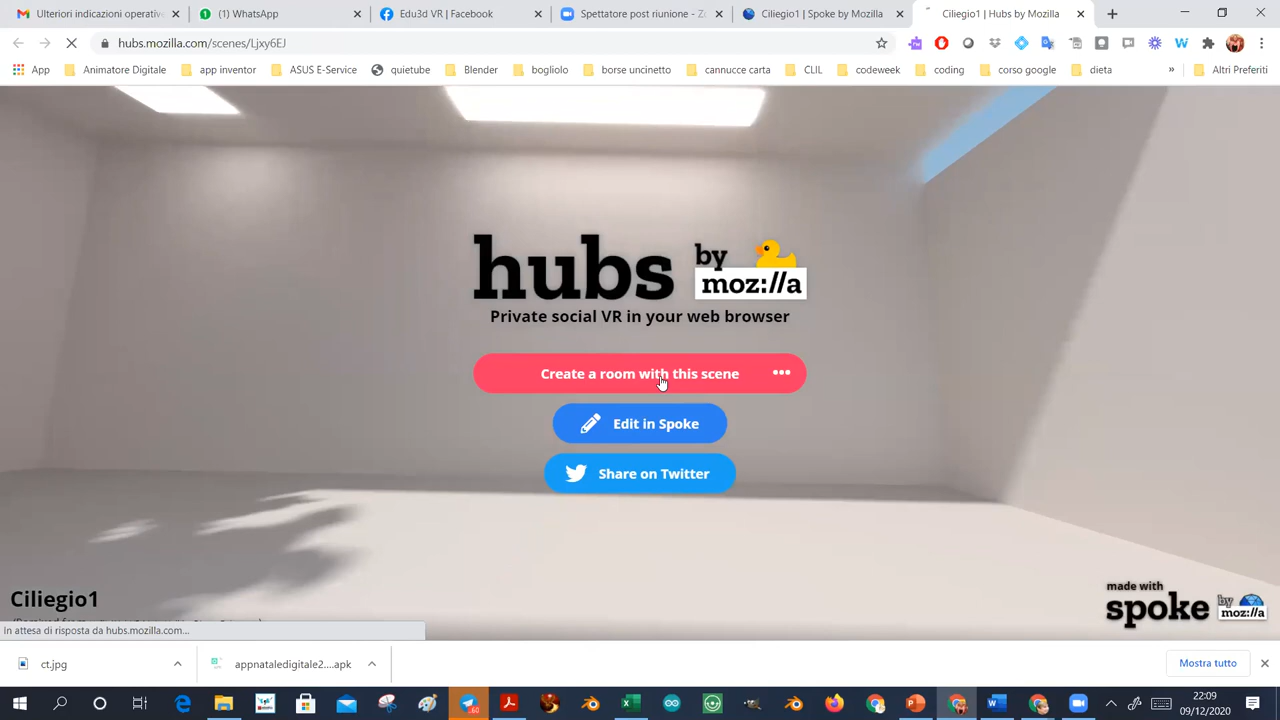 Ulteriori indicazioni operativ
(1) WhatsApp
Edu3d VR | Facebook
Spettatore post riunione - Zo
Ciliegio1 | Spoke by Mozilla
Ciliegio1 | Hubs by Mozilla
hubs.mozilla.com/scenes/Ljxy6EJ
App
Animatore Digitale
app inventor
ASUS E-Service
quietube
Blender
bogliolo
borse uncinetto
cannucce carta
CLIL
codeweek
coding
corso google
dieta
»
Altri Preferiti
hubs by moz://a
Private social VR in your web browser
Create a room with this scene
Edit in Spoke
Share on Twitter
Ciliegio1
made with
spoke by moz://a
in attesa di risposta da hubs.mozilla.com...
ct.jpg
appnataledigitale2....apk
Mostra tutto
22:09
09/12/2020